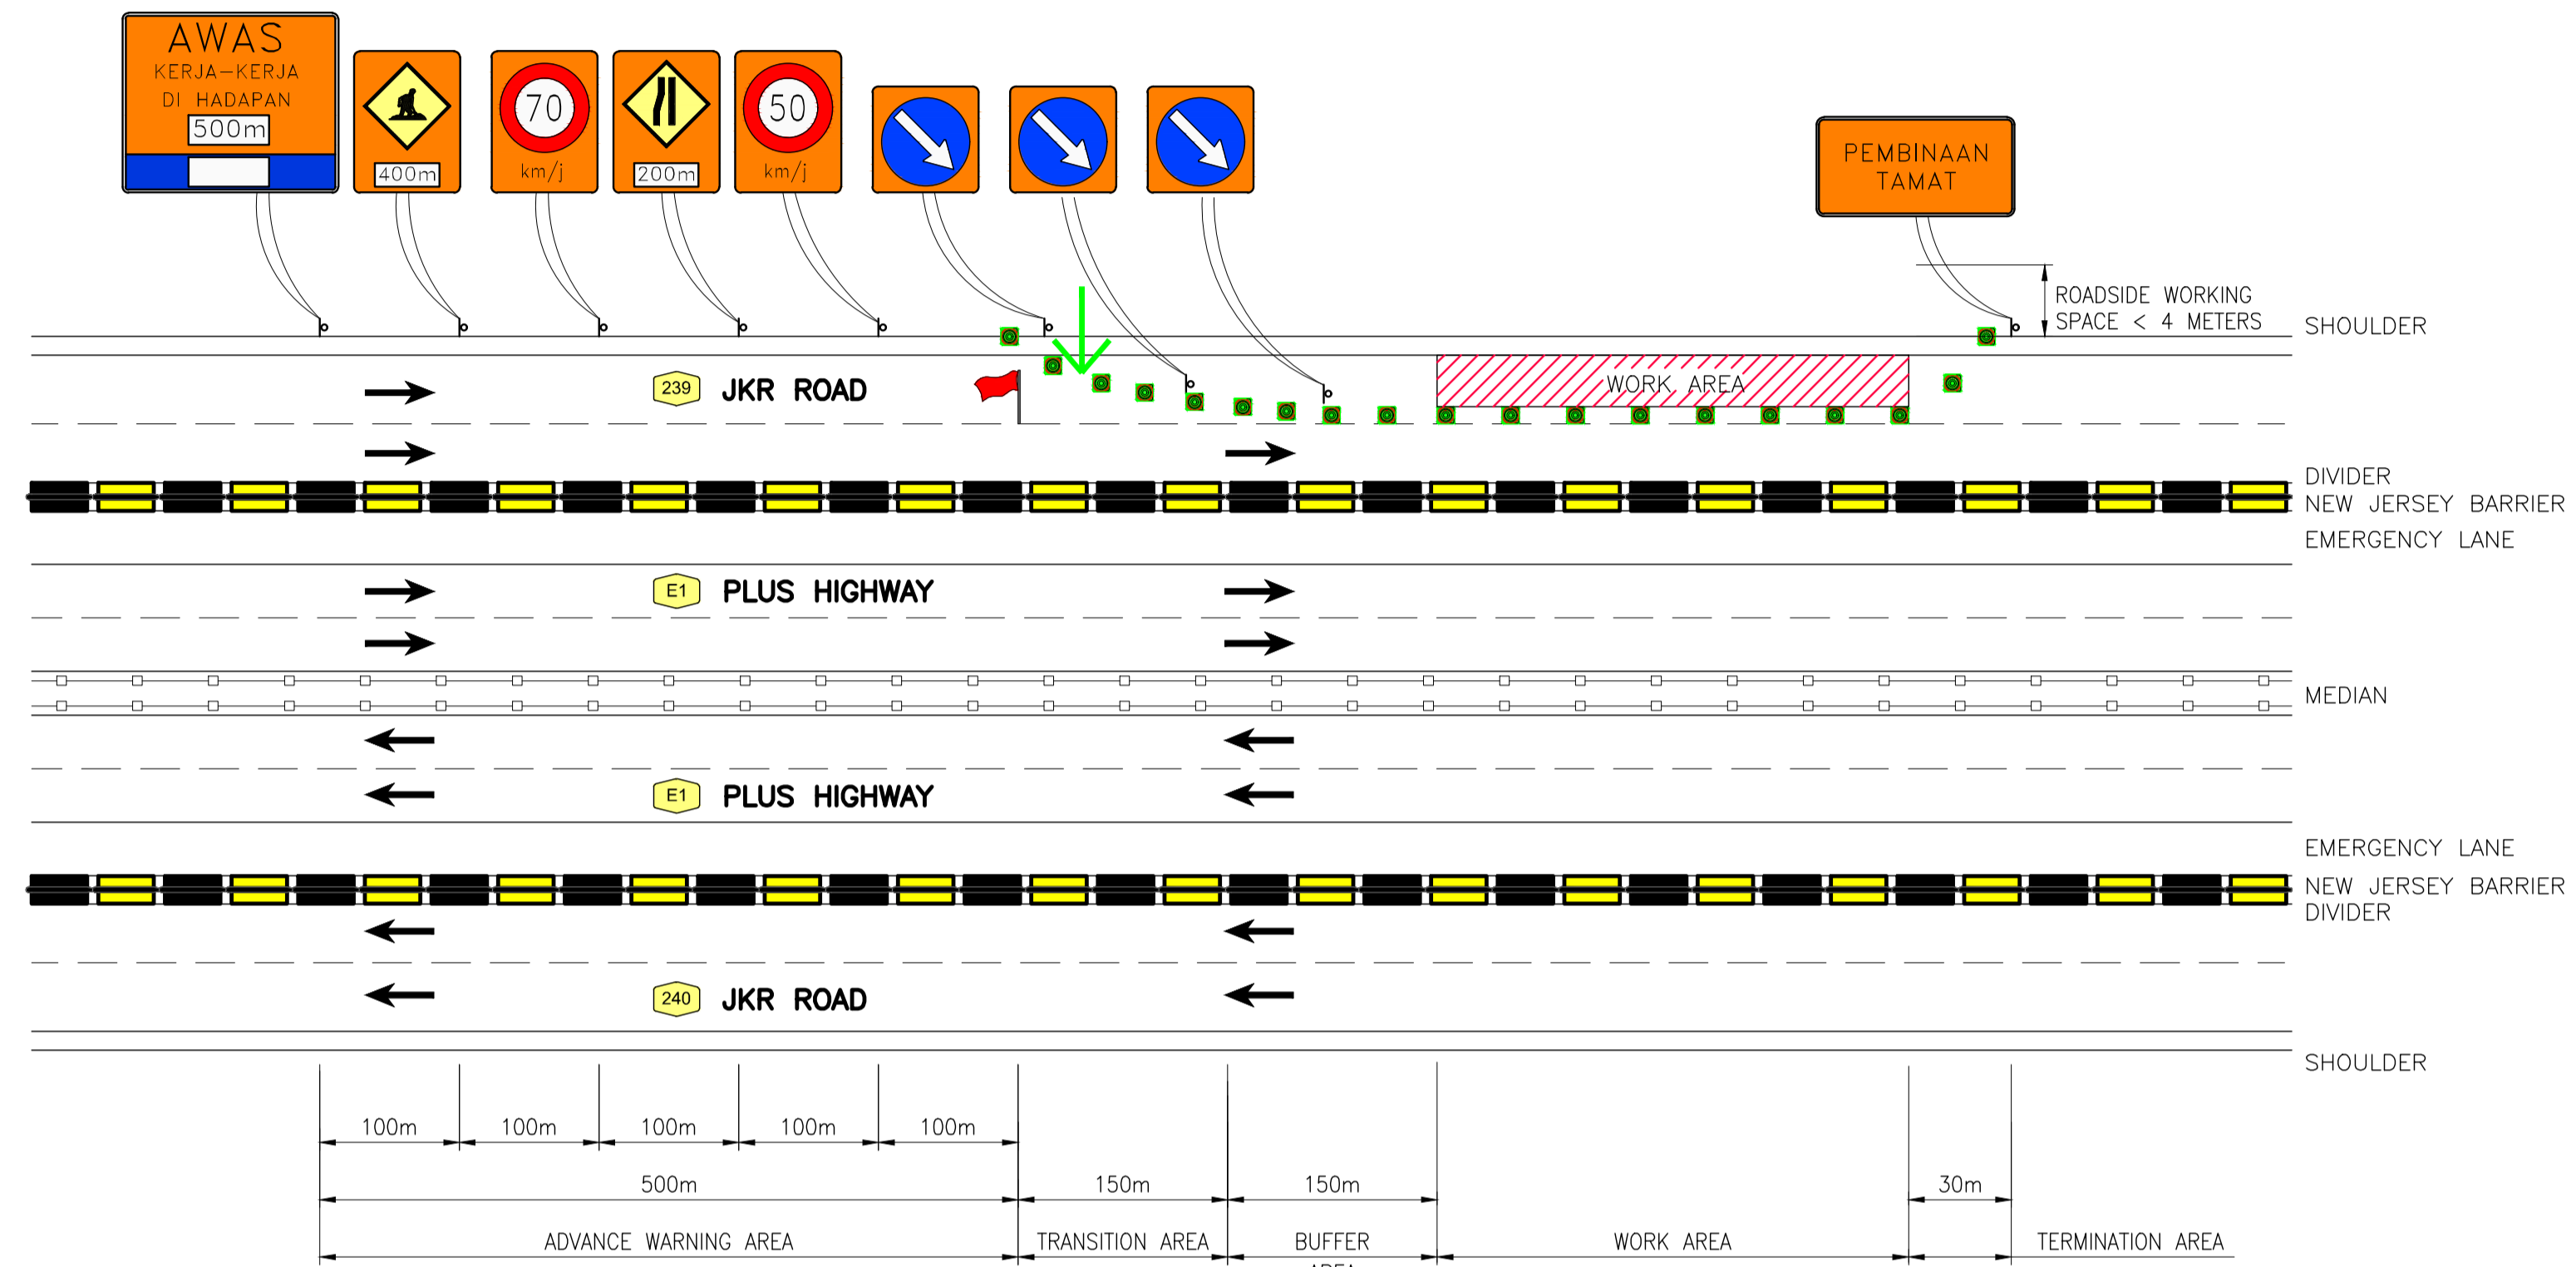 AWAS
KERJA-KERJA
DI HADAPAN
500m
400m
70
km/j
200m
50
km/j
PEMBINAAN
TAMAT
ROADSIDE WORKING
SPACE < 4 METERS
SHOULDER
239 JKR ROAD
WORK AREA
DIVIDER
NEW JERSEY BARRIER
EMERGENCY LANE
E1 PLUS HIGHWAY
MEDIAN
E1 PLUS HIGHWAY
EMERGENCY LANE
NEW JERSEY BARRIER
DIVIDER
240 JKR ROAD
SHOULDER
100m 100m 100m 100m 100m
500m 150m 150m 30m
ADVANCE WARNING AREA TRANSITION AREA BUFFER WORK AREA TERMINATION AREA